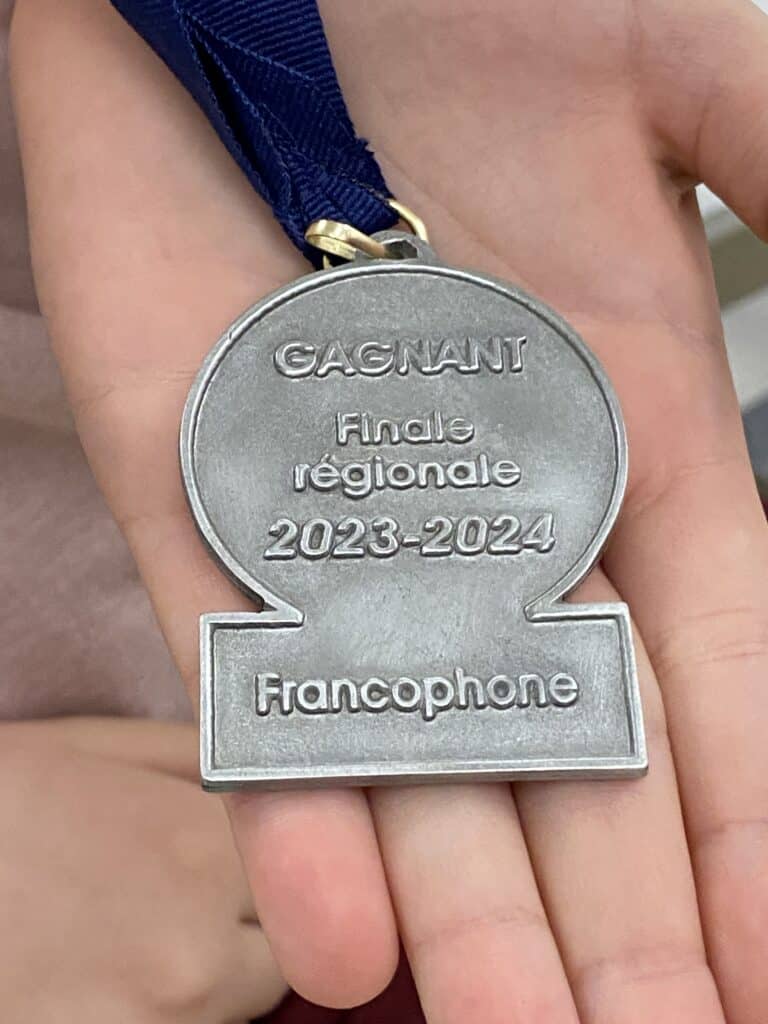 GAGNANT
Finale
régionale
2023-2024
Francophone